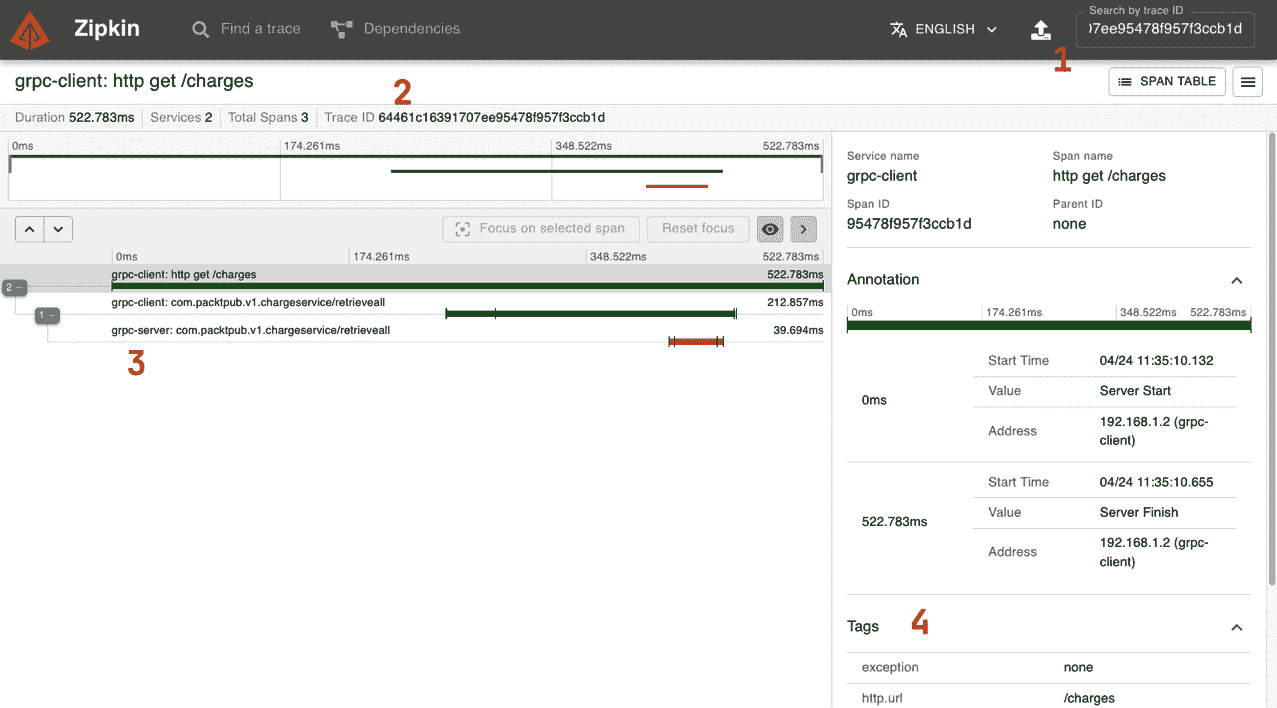 Zipkin
Find a trace
Dependencies
ENGLISH
Search by trace ID
07ee95478f957f3ccb1d
1
grpc-client: http get /charges
2
SPAN TABLE
Duration 522.783ms Services 2 Total Spans 3 Trace ID 64461c16391707ee95478f957f3ccb1d
0ms 174.261ms 348.522ms 522.783ms
Focus on selected span
Reset focus
0ms 174.261ms 348.522ms 522.783ms
grpc-client: http get /charges 522.783ms
2 −
grpc-client: com.packtpub.v1.chargeservice/retrieveall 212.857ms
1 −
grpc-server: com.packtpub.v1.chargeservice/retrieveall 39.694ms
3
Service name Span name
grpc-client http get /charges
Span ID Parent ID
95478f957f3ccb1d none
Annotation
0ms 174.261ms 348.522ms 522.783ms
0ms
Start Time 04/24 11:35:10.132
Value Server Start
Address 192.168.1.2 (grpc-
client)
522.783ms
Start Time 04/24 11:35:10.655
Value Server Finish
Address 192.168.1.2 (grpc-
client)
Tags 4
exception none
http.url /charges